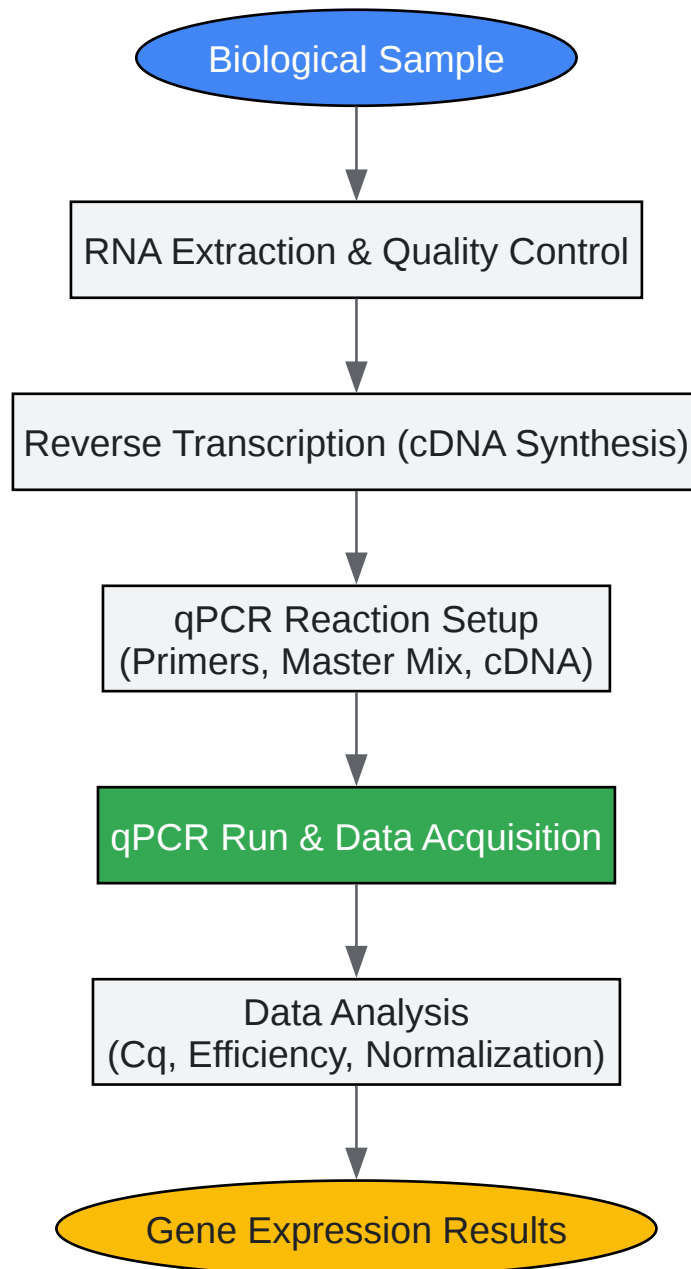 Biological Sample
RNA Extraction & Quality Control
Reverse Transcription (cDNA Synthesis)
qPCR Reaction Setup
(Primers, Master Mix, cDNA)
qPCR Run & Data Acquisition
Data Analysis
(Cq, Efficiency, Normalization)
Gene Expression Results